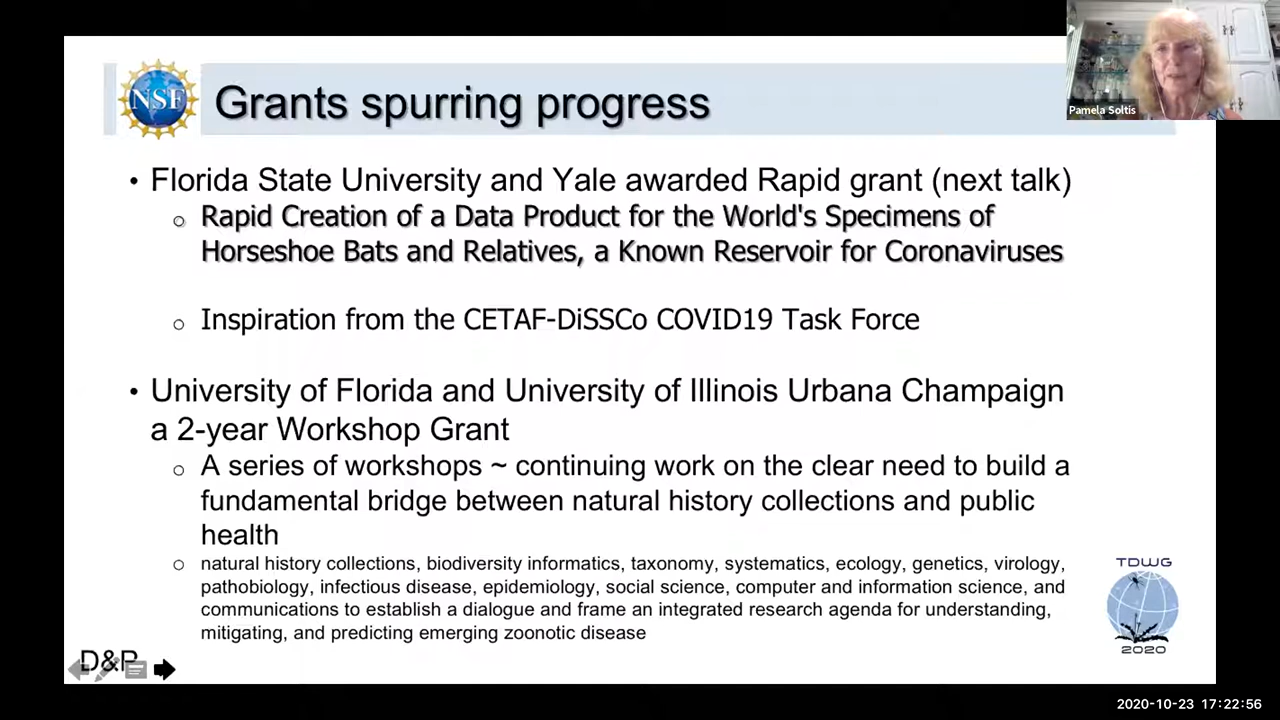 NSF
Grants spurring progress
Pamela Soltis
• Florida State University and Yale awarded Rapid grant (next talk)
o Rapid Creation of a Data Product for the World's Specimens of
Horseshoe Bats and Relatives, a Known Reservoir for Coronaviruses
o Inspiration from the CETAF-DiSSCo COVID19 Task Force
• University of Florida and University of Illinois Urbana Champaign
a 2-year Workshop Grant
o A series of workshops ~ continuing work on the clear need to build a
fundamental bridge between natural history collections and public
health
o natural history collections, biodiversity informatics, taxonomy, systematics, ecology, genetics, virology,
pathobiology, infectious disease, epidemiology, social science, computer and information science, and
communications to establish a dialogue and frame an integrated research agenda for understanding,
mitigating, and predicting emerging zoonotic disease
TDWG
2020
D&P
2020-10-23 17:22:56